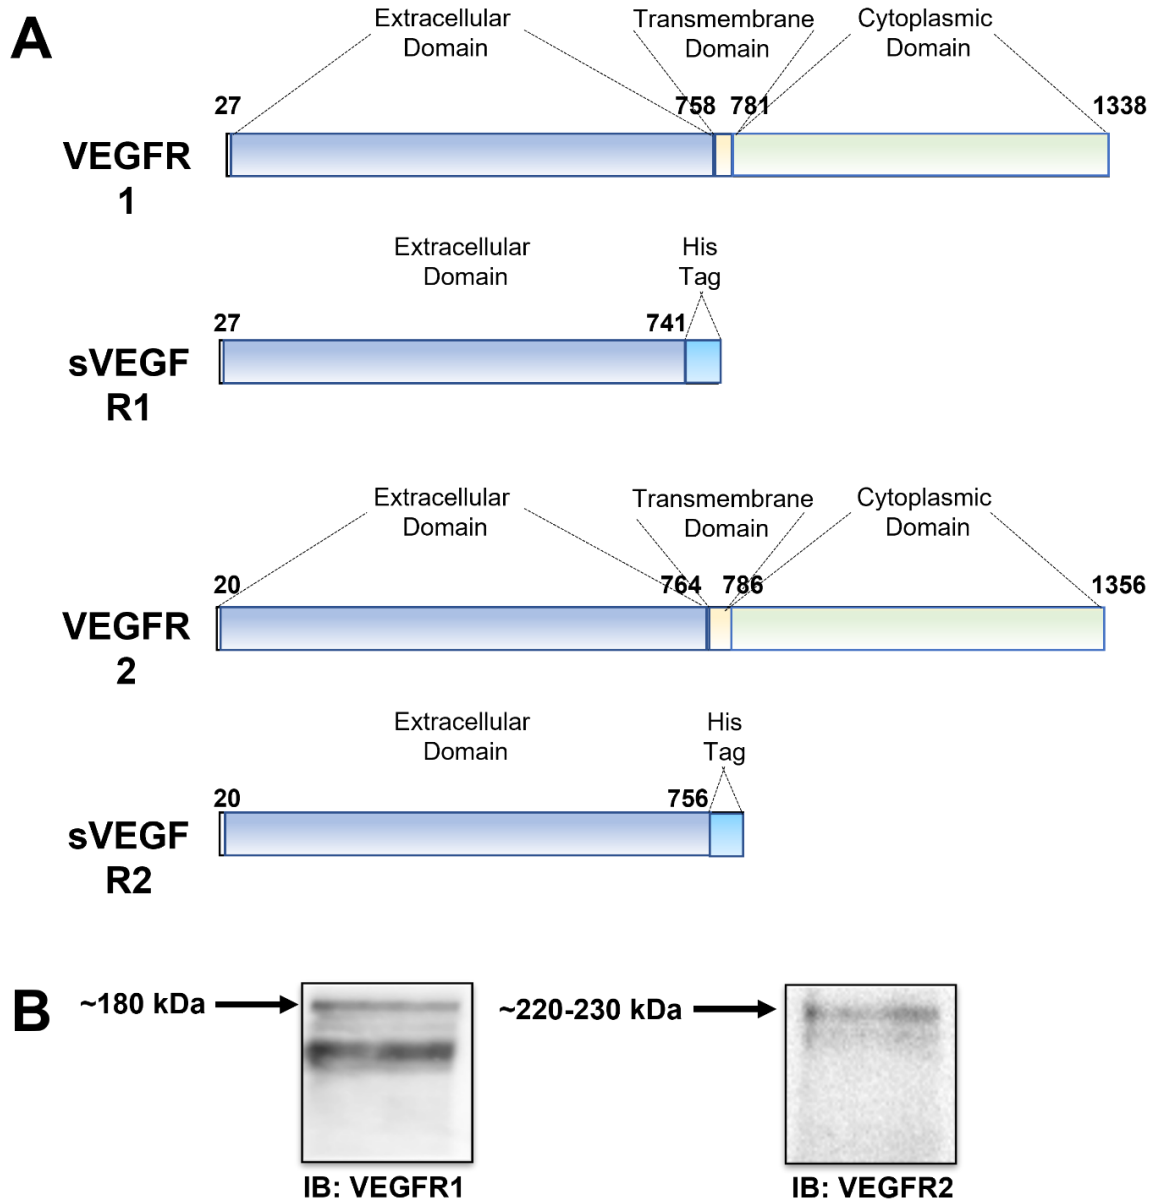 A
Extracellular
Domain
Transmembrane
Domain
Cytoplasmic
Domain
27
758
781
1338
VEGFR
1
Extracellular
Domain
His
Tag
27
741
sVEGF
R1
Extracellular
Domain
Transmembrane
Domain
Cytoplasmic
Domain
20
764
786
1356
VEGFR
2
Extracellular
Domain
His
Tag
20
756
sVEGF
R2
B
~180 kDa
~220-230 kDa
IB: VEGFR1
IB: VEGFR2